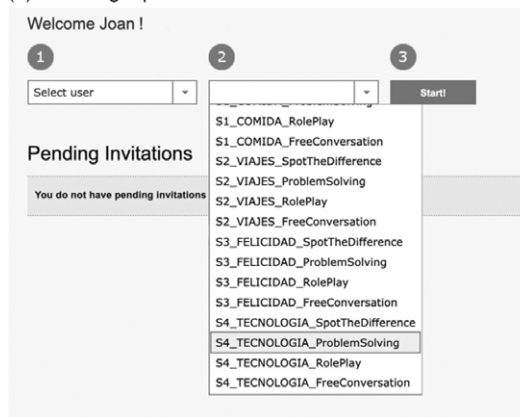 Welcome Joan !
1
2
3
Select user
Start!
S1_COMIDA_ProblemSolving
S1_COMIDA_RolePlay
S1_COMIDA_FreeConversation
S2_VIAJES_SpotTheDifference
S2_VIAJES_ProblemSolving
S2_VIAJES_RolePlay
S2_VIAJES_FreeConversation
S3_FELICIDAD_SpotTheDifference
S3_FELICIDAD_ProblemSolving
S3_FELICIDAD_RolePlay
S3_FELICIDAD_FreeConversation
S4_TECNOLOGIA_SpotTheDifference
S4_TECNOLOGIA_ProblemSolving
S4_TECNOLOGIA_RolePlay
S4_TECNOLOGIA_FreeConversation
Pending Invitations
You do not have pending invitations